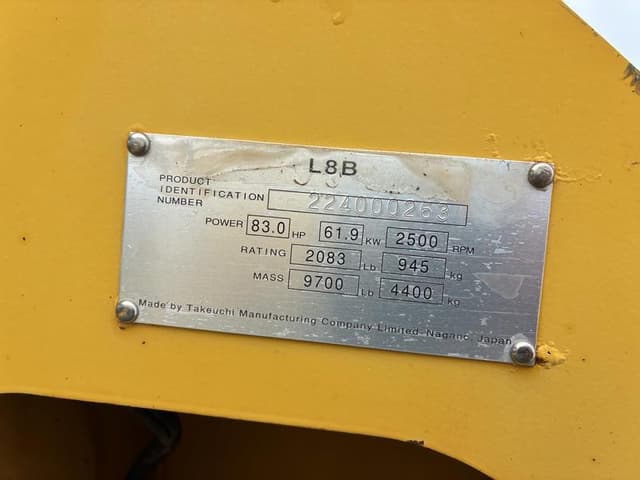 L8B
PRODUCT
IDENTIFICATION 224000263
NUMBER
POWER 83.0 HP 61.9 KW 2500 RPM
RATING 2083 Lb 945 kg
MASS 9700 Lb 4400 kg
Made by Takeuchi Manufacturing Company Limited. Nagano, Japan